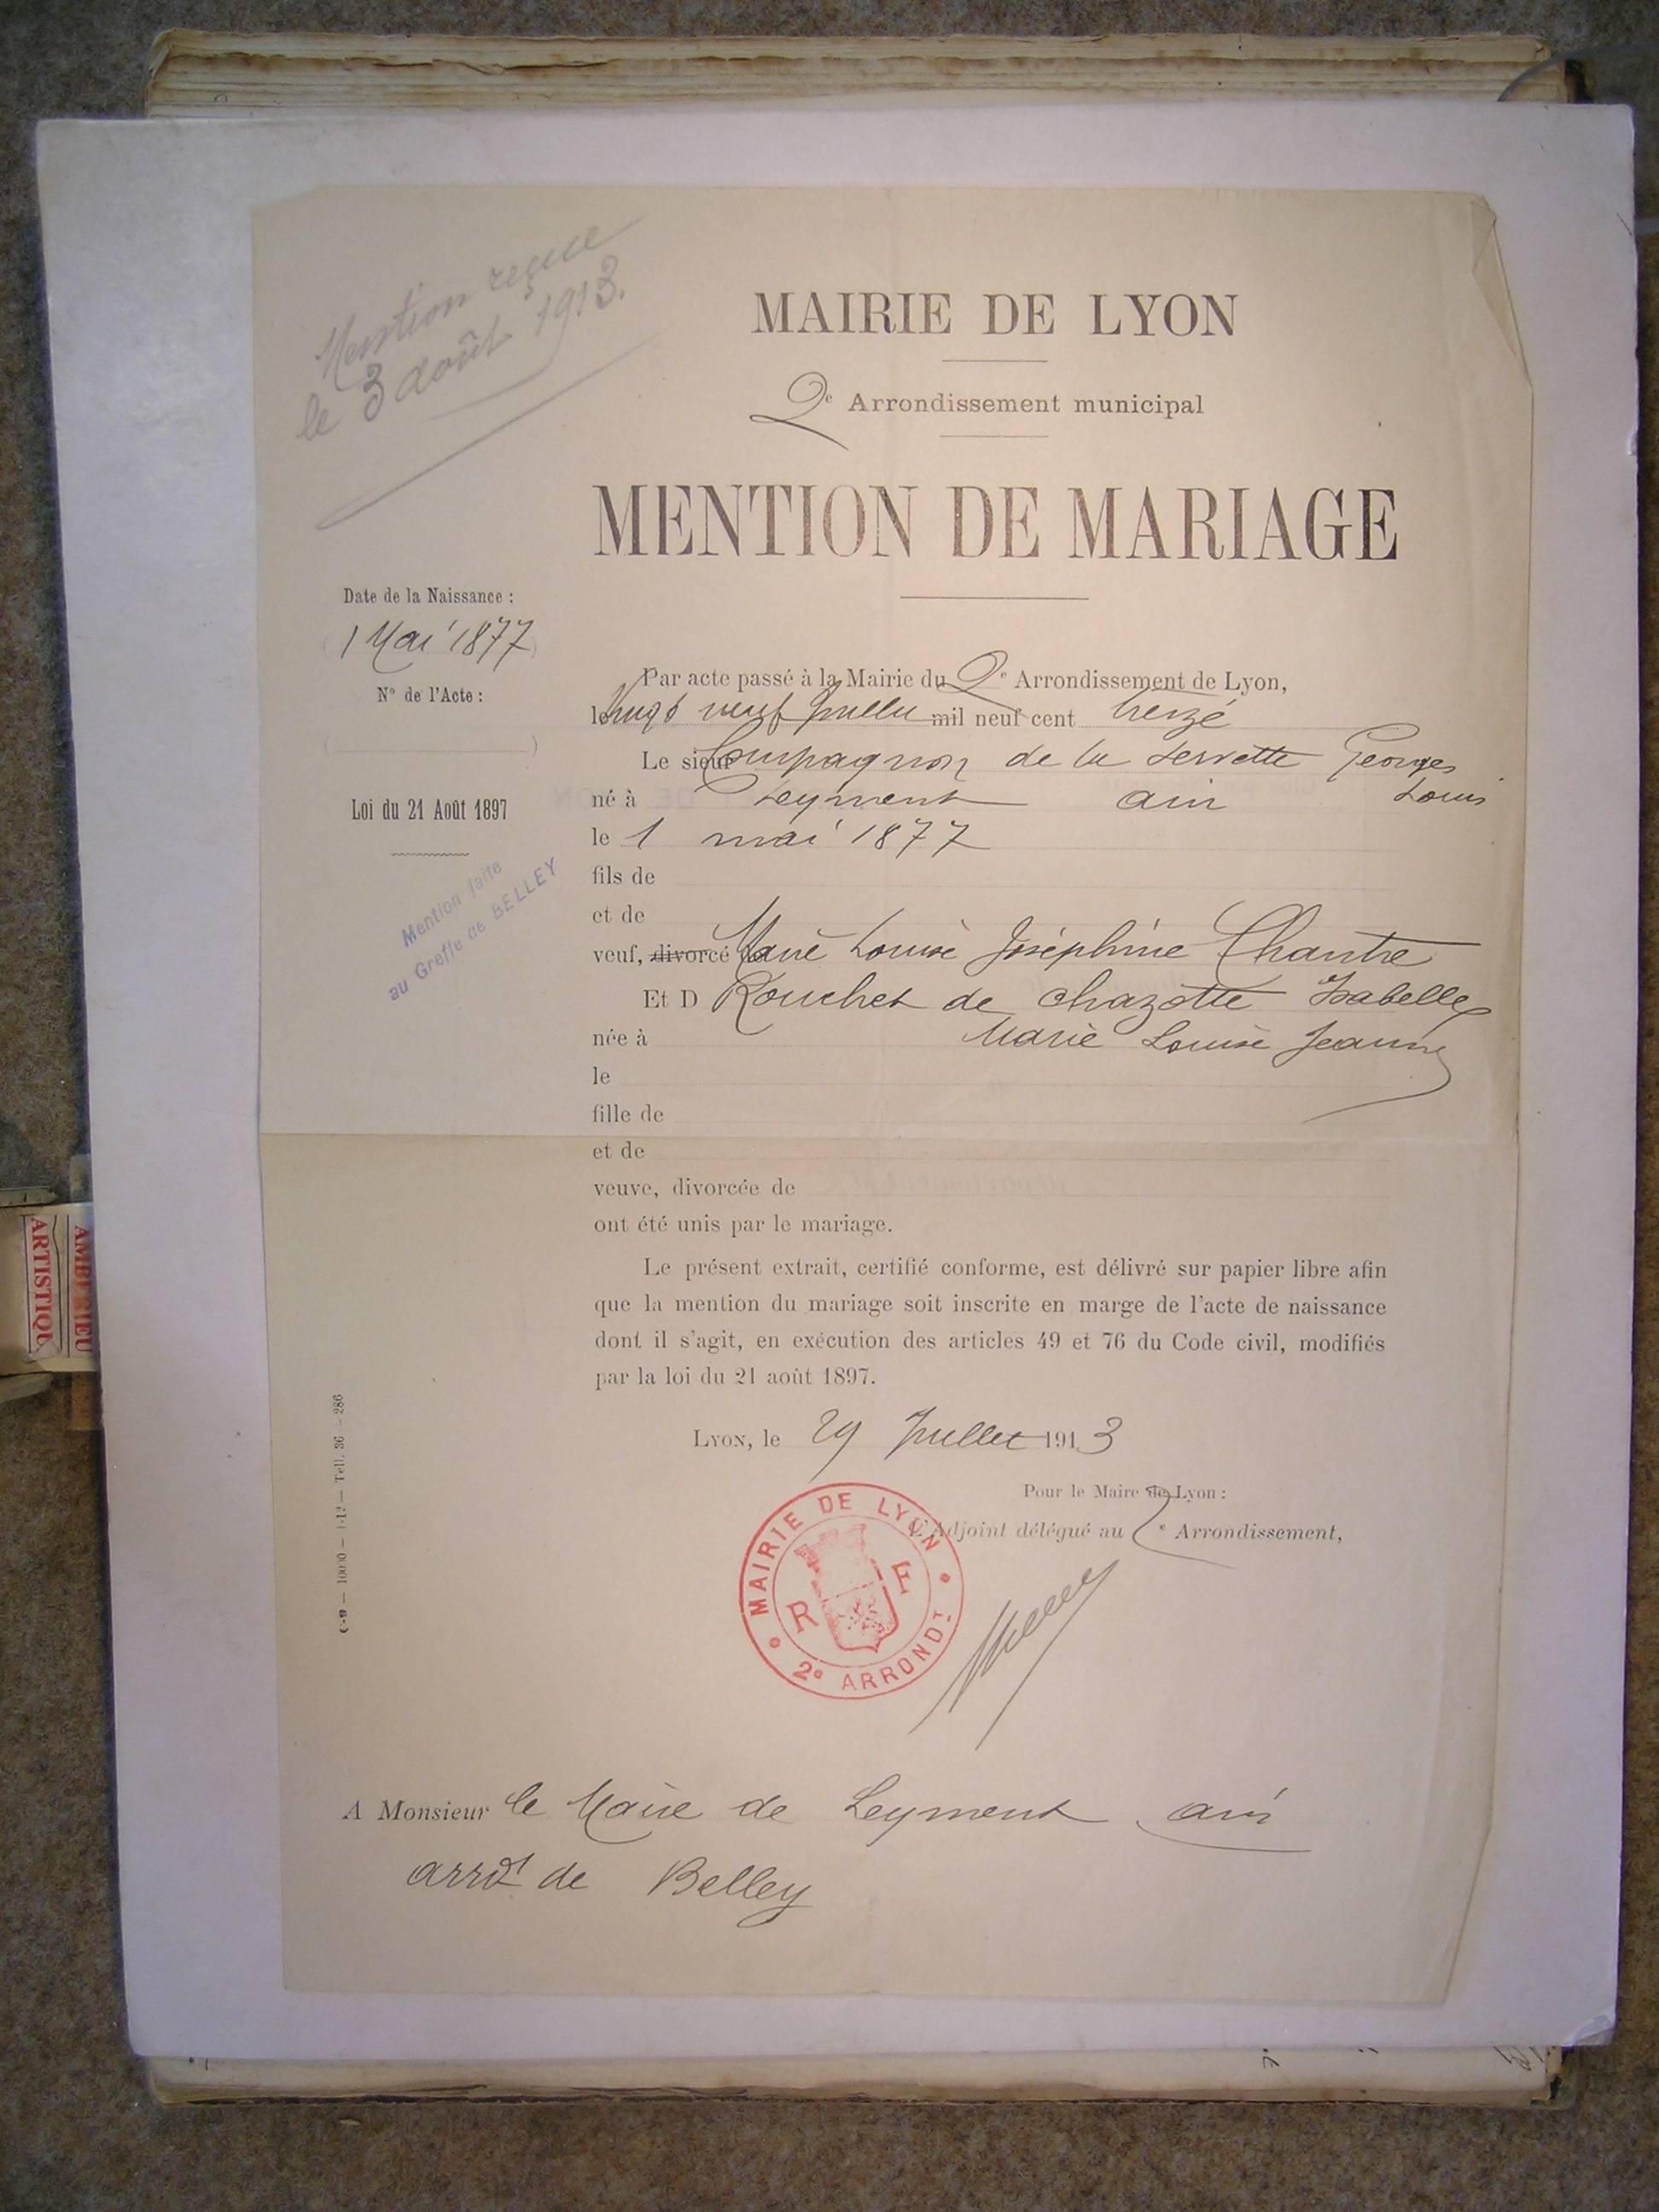 Mention reçue
le 3 août 1913.
MAIRIE DE LYON
2e Arrondissement municipal
MENTION DE MARIAGE
Date de la Naissance :
( 1 Mai 1877 )
N° de l'Acte :
( )
Loi du 21 Août 1897
Mention faite
au Greffe de BELLEY
Par acte passé à la Mairie du 2e Arrondissement de Lyon,
le vingt neuf juillet mil neuf cent treize
Le sieur Compagnon de la Servette Georges
né à Leyment ain Louis
le 1 mai 1877
fils de
et de
veuf, divorcé de Marie Louise Joséphine Chantre
Et D Rouchet de chazotte Isabelle
née à Marie Louise Jeanne
le
fille de
et de
veuve, divorcée de
ont été unis par le mariage.
Le présent extrait, certifié conforme, est délivré sur papier libre afin
que la mention du mariage soit inscrite en marge de l'acte de naissance
dont il s'agit, en exécution des articles 49 et 76 du Code civil, modifiés
par la loi du 21 août 1897.
Lyon, le 29 Juillet 1913
Pour le Maire de Lyon :
L'Adjoint délégué au 2e Arrondissement,
MAIRIE DE LYON
R F
2e ARRONDT
A Monsieur le Maire de Leyment ain
arrdt de Belley
AMBERIEU
ARTISTIQU